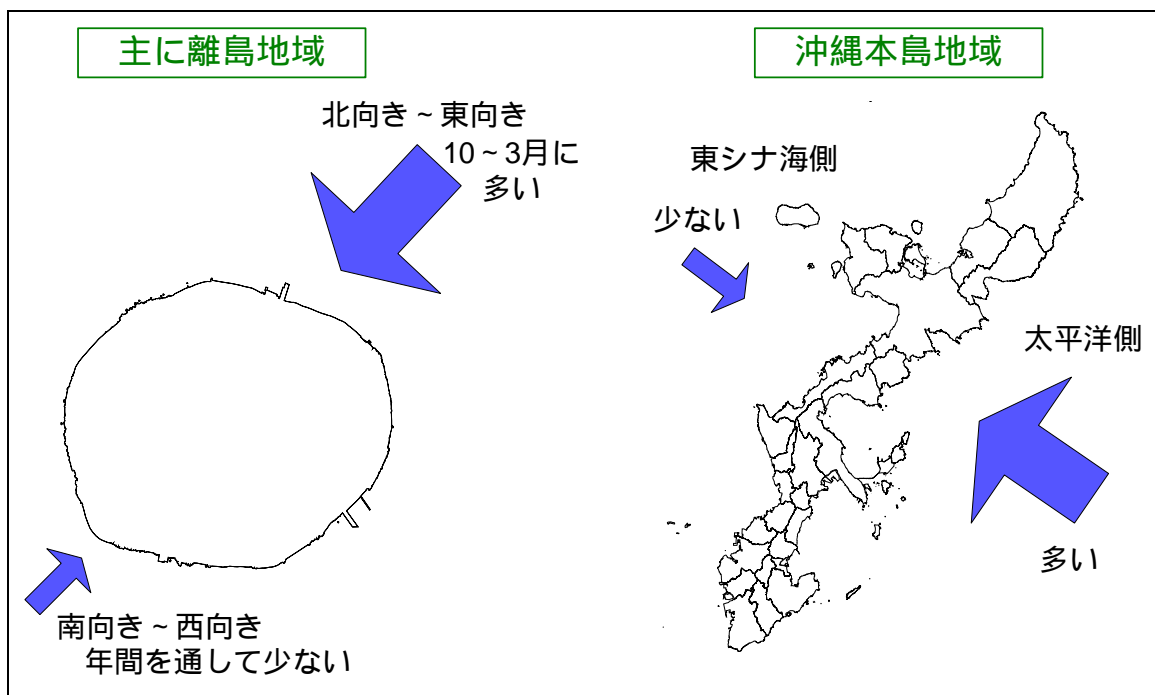 主に離島地域
北向き~東向き
10~3月に
多い
南向き~西向き
年間を通して少ない
沖縄本島地域
東シナ海側
少ない
太平洋側
多い